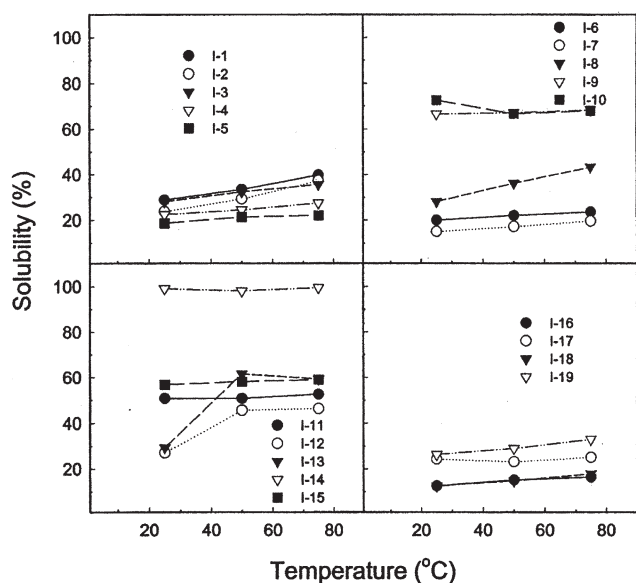 100
80
60
40
20
I-1
I-2
I-3
I-4
I-5
I-6
I-7
I-8
I-9
I-10
Solubility (%)
100
80
60
40
20
I-11
I-12
I-13
I-14
I-15
I-16
I-17
I-18
I-19
20 40 60 80 20 40 60 80
Temperature (°C)